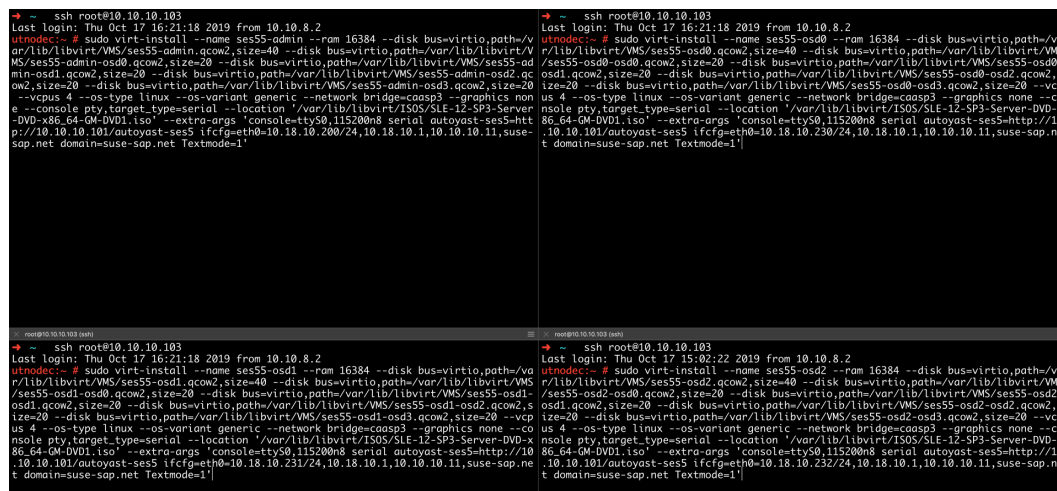 → ~ ssh root@10.10.10.103
Last login: Thu Oct 17 16:21:18 2019 from 10.10.8.2
utnodec:~ # sudo virt-install --name ses55-admin --ram 16384 --disk bus=virtio,path=/v
ar/lib/libvirt/VMS/ses55-admin.qcow2,size=40 --disk bus=virtio,path=/var/lib/libvirt/V
MS/ses55-admin-osd0.qcow2,size=20 --disk bus=virtio,path=/var/lib/libvirt/VMS/ses55-ad
min-osd1.qcow2,size=20 --disk bus=virtio,path=/var/lib/libvirt/VMS/ses55-admin-osd2.qc
ow2,size=20 --disk bus=virtio,path=/var/lib/libvirt/VMS/ses55-admin-osd3.qcow2,size=20
--vcpus 4 --os-type linux --os-variant generic --network bridge=caasp3 --graphics non
e --console pty,target_type=serial --location '/var/lib/libvirt/ISOS/SLE-12-SP3-Server
-DVD-x86_64-GM-DVD1.iso' --extra-args 'console=ttyS0,115200n8 serial autoyast-ses5=htt
p://10.10.10.101/autoyast-ses5 ifcfg=eth0=10.18.10.200/24,10.18.10.1,10.10.10.11,suse-
sap.net domain=suse-sap.net Textmode=1'
→ ~ ssh root@10.10.10.103
Last login: Thu Oct 17 16:21:18 2019 from 10.10.8.2
utnodec:~ # sudo virt-install --name ses55-osd0 --ram 16384 --disk bus=virtio,path=/v
r/lib/libvirt/VMS/ses55-osd0.qcow2,size=40 --disk bus=virtio,path=/var/lib/libvirt/VM
/ses55-osd0-osd0.qcow2,size=20 --disk bus=virtio,path=/var/lib/libvirt/VMS/ses55-osd0
osd1.qcow2,size=20 --disk bus=virtio,path=/var/lib/libvirt/VMS/ses55-osd0-osd2.qcow2,
ize=20 --disk bus=virtio,path=/var/lib/libvirt/VMS/ses55-osd0-osd3.qcow2,size=20 --vc
us 4 --os-type linux --os-variant generic --network bridge=caasp3 --graphics none --
nsole pty,target_type=serial --location '/var/lib/libvirt/ISOS/SLE-12-SP3-Server-DVD-
86_64-GM-DVD1.iso' --extra-args 'console=ttyS0,115200n8 serial autoyast-ses5=http://1
.10.10.101/autoyast-ses5 ifcfg=eth0=10.18.10.230/24,10.18.10.1,10.10.10.11,suse-sap.n
t domain=suse-sap.net Textmode=1'
root@10.10.10.103 (ssh)
→ ~ ssh root@10.10.10.103
Last login: Thu Oct 17 16:21:18 2019 from 10.10.8.2
utnodec:~ # sudo virt-install --name ses55-osd1 --ram 16384 --disk bus=virtio,path=/va
r/lib/libvirt/VMS/ses55-osd1.qcow2,size=40 --disk bus=virtio,path=/var/lib/libvirt/VMS
/ses55-osd1-osd0.qcow2,size=20 --disk bus=virtio,path=/var/lib/libvirt/VMS/ses55-osd1-
osd1.qcow2,size=20 --disk bus=virtio,path=/var/lib/libvirt/VMS/ses55-osd1-osd2.qcow2,s
ize=20 --disk bus=virtio,path=/var/lib/libvirt/VMS/ses55-osd1-osd3.qcow2,size=20 --vcp
us 4 --os-type linux --os-variant generic --network bridge=caasp3 --graphics none --co
nsole pty,target_type=serial --location '/var/lib/libvirt/ISOS/SLE-12-SP3-Server-DVD-x
86_64-GM-DVD1.iso' --extra-args 'console=ttyS0,115200n8 serial autoyast-ses5=http://10
.10.10.101/autoyast-ses5 ifcfg=eth0=10.18.10.231/24,10.18.10.1,10.10.10.11,suse-sap.ne
t domain=suse-sap.net Textmode=1'
root@10.10.10.103 (ssh)
→ ~ ssh root@10.10.10.103
Last login: Thu Oct 17 15:02:22 2019 from 10.10.8.2
utnodec:~ # sudo virt-install --name ses55-osd2 --ram 16384 --disk bus=virtio,path=/v
r/lib/libvirt/VMS/ses55-osd2.qcow2,size=40 --disk bus=virtio,path=/var/lib/libvirt/VM
/ses55-osd2-osd0.qcow2,size=20 --disk bus=virtio,path=/var/lib/libvirt/VMS/ses55-osd2
osd1.qcow2,size=20 --disk bus=virtio,path=/var/lib/libvirt/VMS/ses55-osd2-osd2.qcow2,
ize=20 --disk bus=virtio,path=/var/lib/libvirt/VMS/ses55-osd2-osd3.qcow2,size=20 --v
us 4 --os-type linux --os-variant generic --network bridge=caasp3 --graphics none --c
nsole pty,target_type=serial --location '/var/lib/libvirt/ISOS/SLE-12-SP3-Server-DVD-
86_64-GM-DVD1.iso' --extra-args 'console=ttyS0,115200n8 serial autoyast-ses5=http://1
.10.10.101/autoyast-ses5 ifcfg=eth0=10.18.10.232/24,10.18.10.1,10.10.10.11,suse-sap.n
t domain=suse-sap.net Textmode=1'